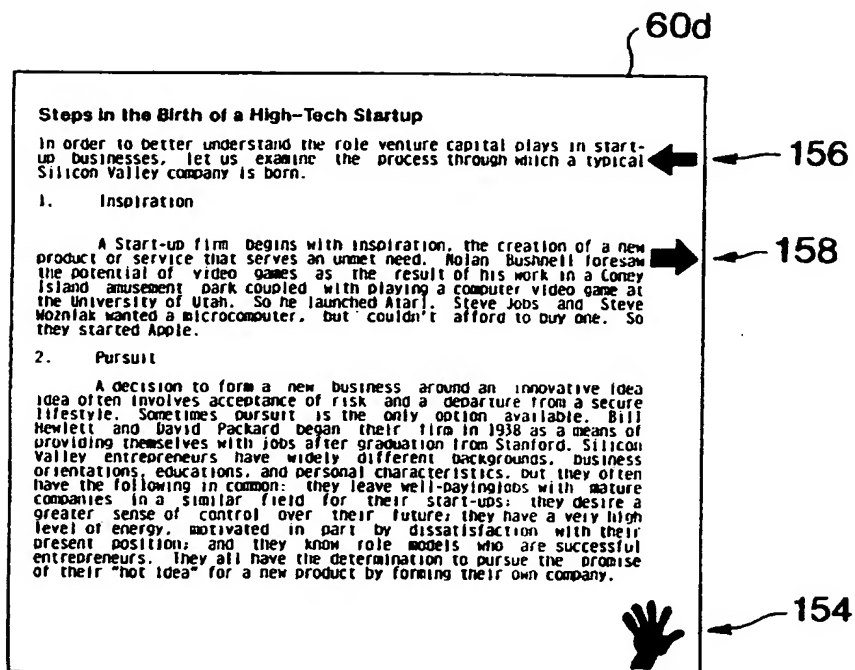 60d
Steps in the Birth of a High-Tech Startup
In order to better understand the role venture capital plays in start-
up businesses, let us examine the process through which a typical
Silicon Valley company is born.
156
1. Inspiration
A Start-up firm begins with inspiration, the creation of a new
product or service that serves an unmet need. Nolan Bushnell foresaw
158
the potential of video games as the result of his work in a Coney
Island amusement park coupled with playing a computer video game at
the University of Utah. So he launched Atari. Steve Jobs and Steve
Wozniak wanted a microcomputer, but couldn't afford to buy one. So
they started Apple.
2. Pursuit
A decision to form a new business around an innovative idea
idea often involves acceptance of risk and a departure from a secure
lifestyle. Sometimes pursuit is the only option available. Bill
Hewlett and David Packard began their firm in 1938 as a means of
providing themselves with jobs after graduation from Stanford. Silicon
Valley entrepreneurs have widely different backgrounds, business
orientations, educations, and personal characteristics, but they often
have the following in common: they leave well-payingjobs with mature
companies in a similar field for their start-ups; they desire a
greater sense of control over their future; they have a very high
level of energy, motivated in part by dissatisfaction with their
present position; and they know role models who are successful
entrepreneurs. They all have the determination to pursue the promise
of their "hot idea" for a new product by forming their own company.
154